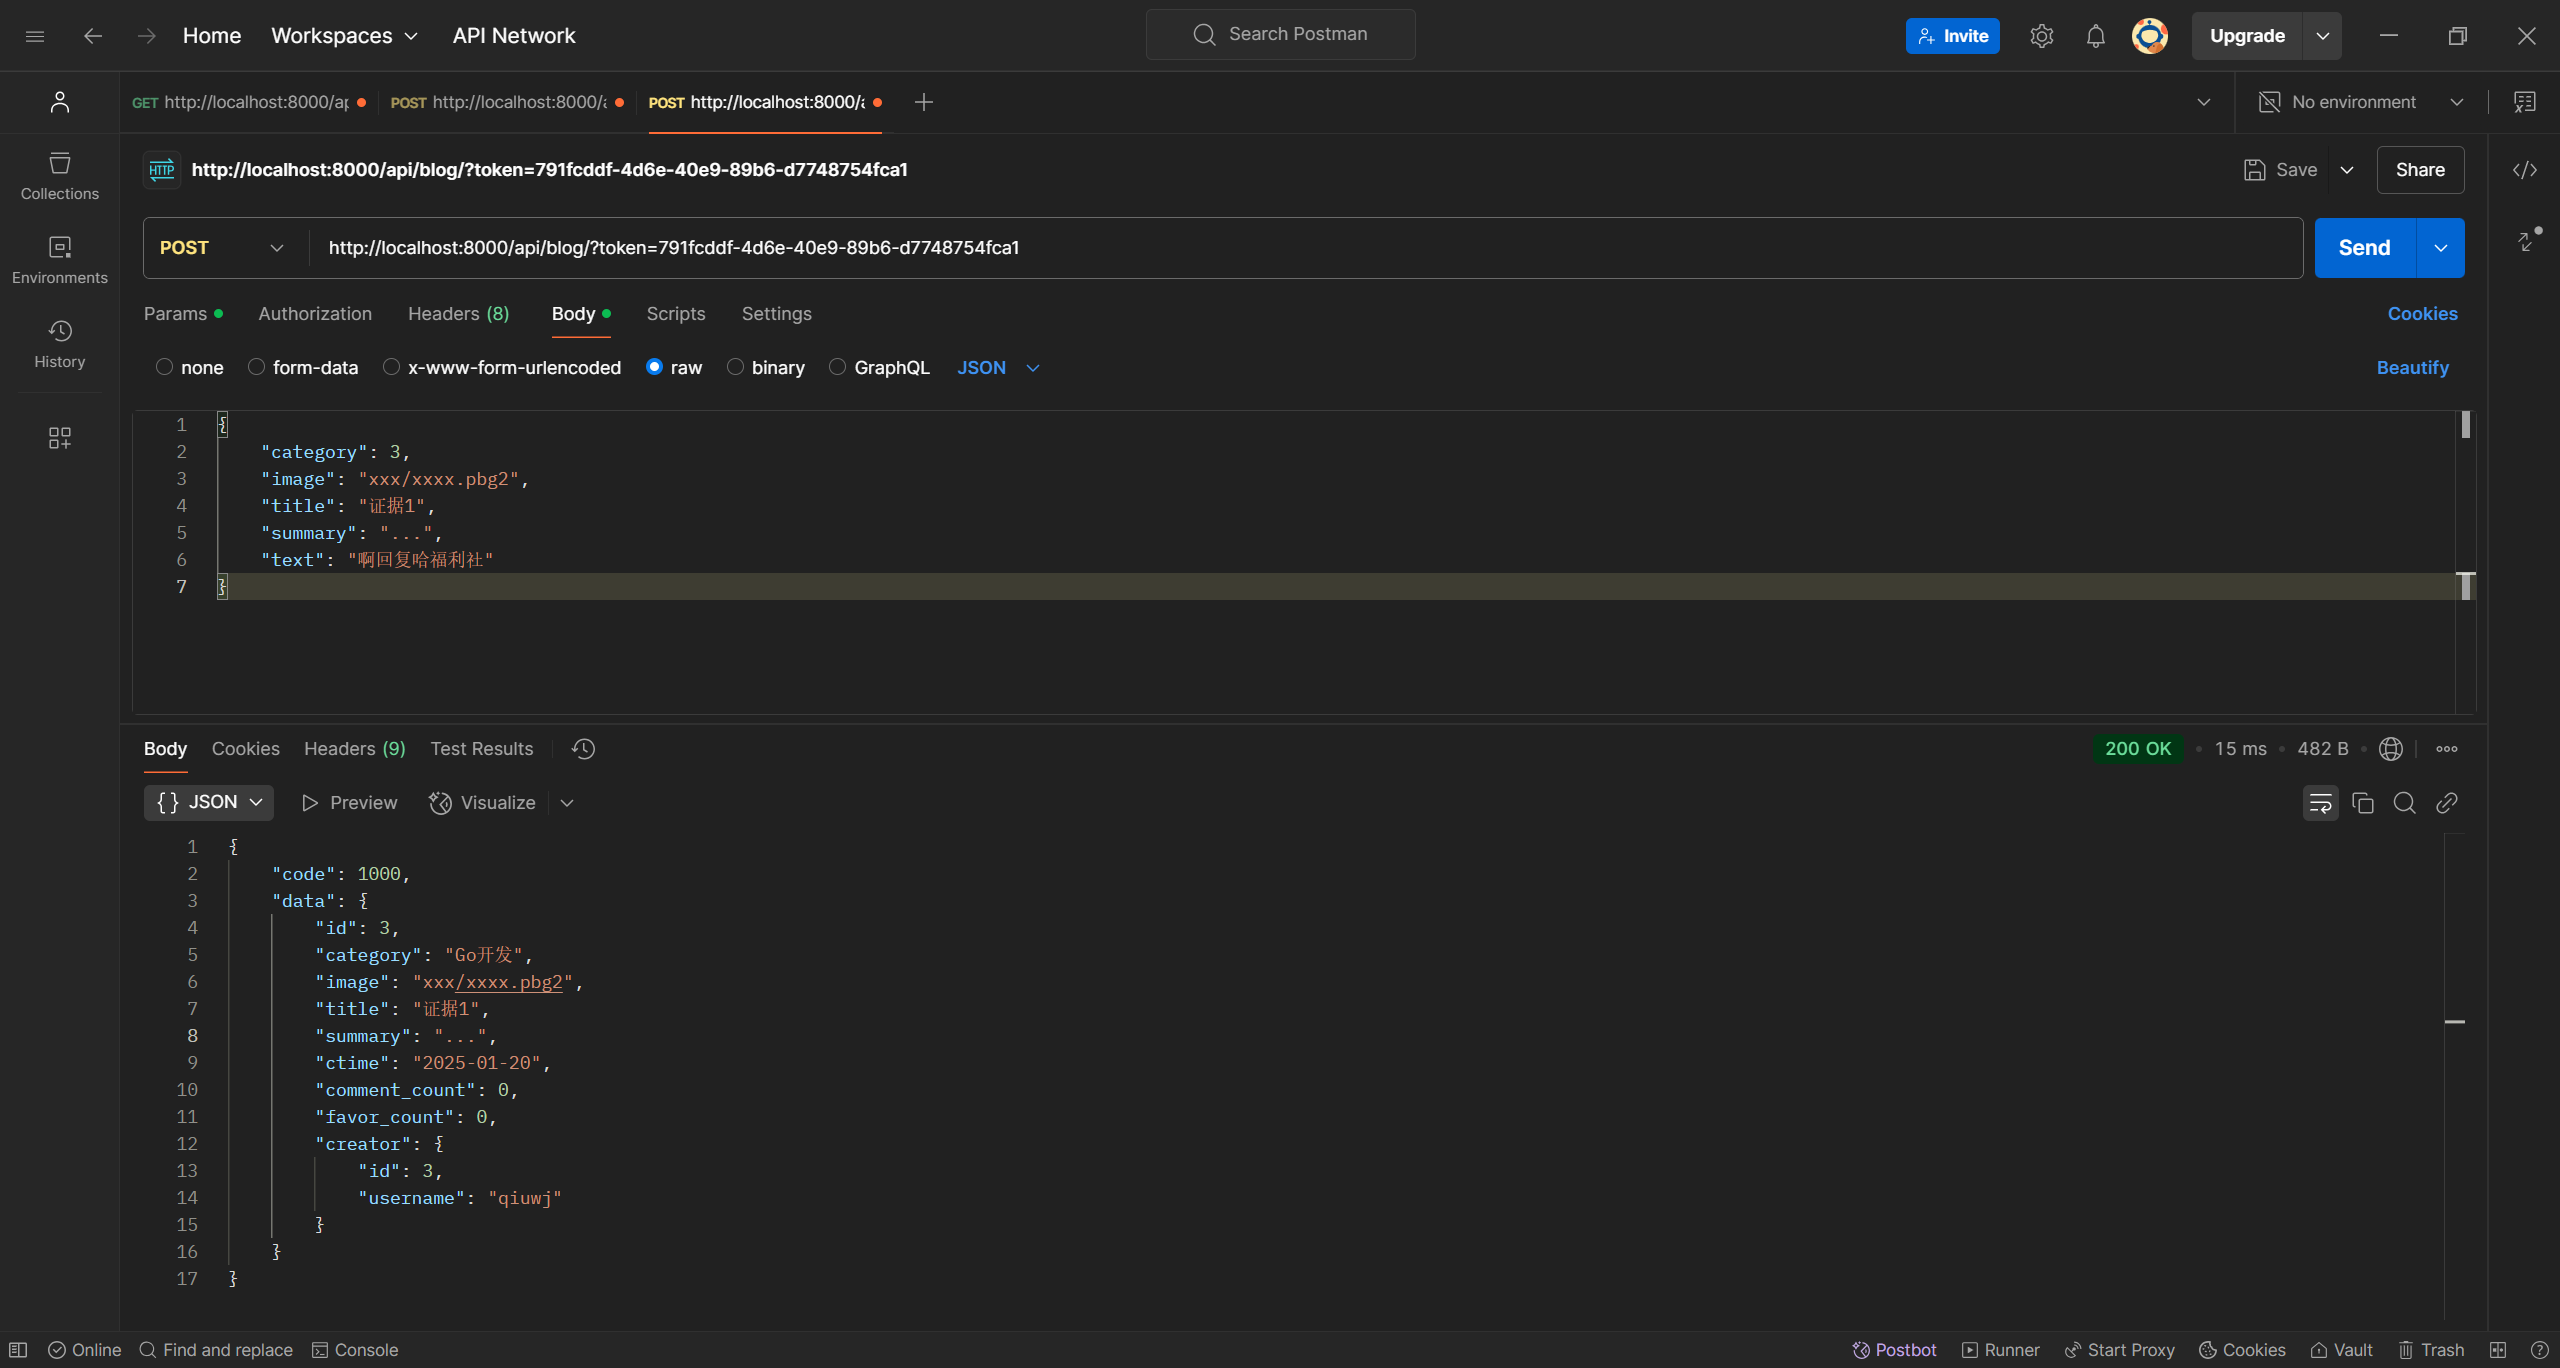 Home Workspaces API Network Search Postman Invite Upgrade
GET http://localhost:8000/ap POST http://localhost:8000/a POST http://localhost:8000/a No environment
HTTP http://localhost:8000/api/blog/?token=791fcddf-4d6e-40e9-89b6-d7748754fca1 Save Share
Collections
POST http://localhost:8000/api/blog/?token=791fcddf-4d6e-40e9-89b6-d7748754fca1 Send
Environments
Params Authorization Headers (8) Body Scripts Settings Cookies
History
none form-data x-www-form-urlencoded raw binary GraphQL JSON Beautify
1 {
2 "category": 3,
3 "image": "xxx/xxxx.pbg2",
4 "title": "证据1",
5 "summary": "...",
6 "text": "啊回复哈福利社"
7 }
Body Cookies Headers (9) Test Results 200 OK • 15 ms • 482 B
{} JSON Preview Visualize
1 {
2 "code": 1000,
3 "data": {
4 "id": 3,
5 "category": "Go开发",
6 "image": "xxx/xxxx.pbg2",
7 "title": "证据1",
8 "summary": "...",
9 "ctime": "2025-01-20",
10 "comment_count": 0,
11 "favor_count": 0,
12 "creator": {
13 "id": 3,
14 "username": "qiuwj"
15 }
16 }
17 }
Online Find and replace Console Postbot Runner Start Proxy Cookies Vault Trash